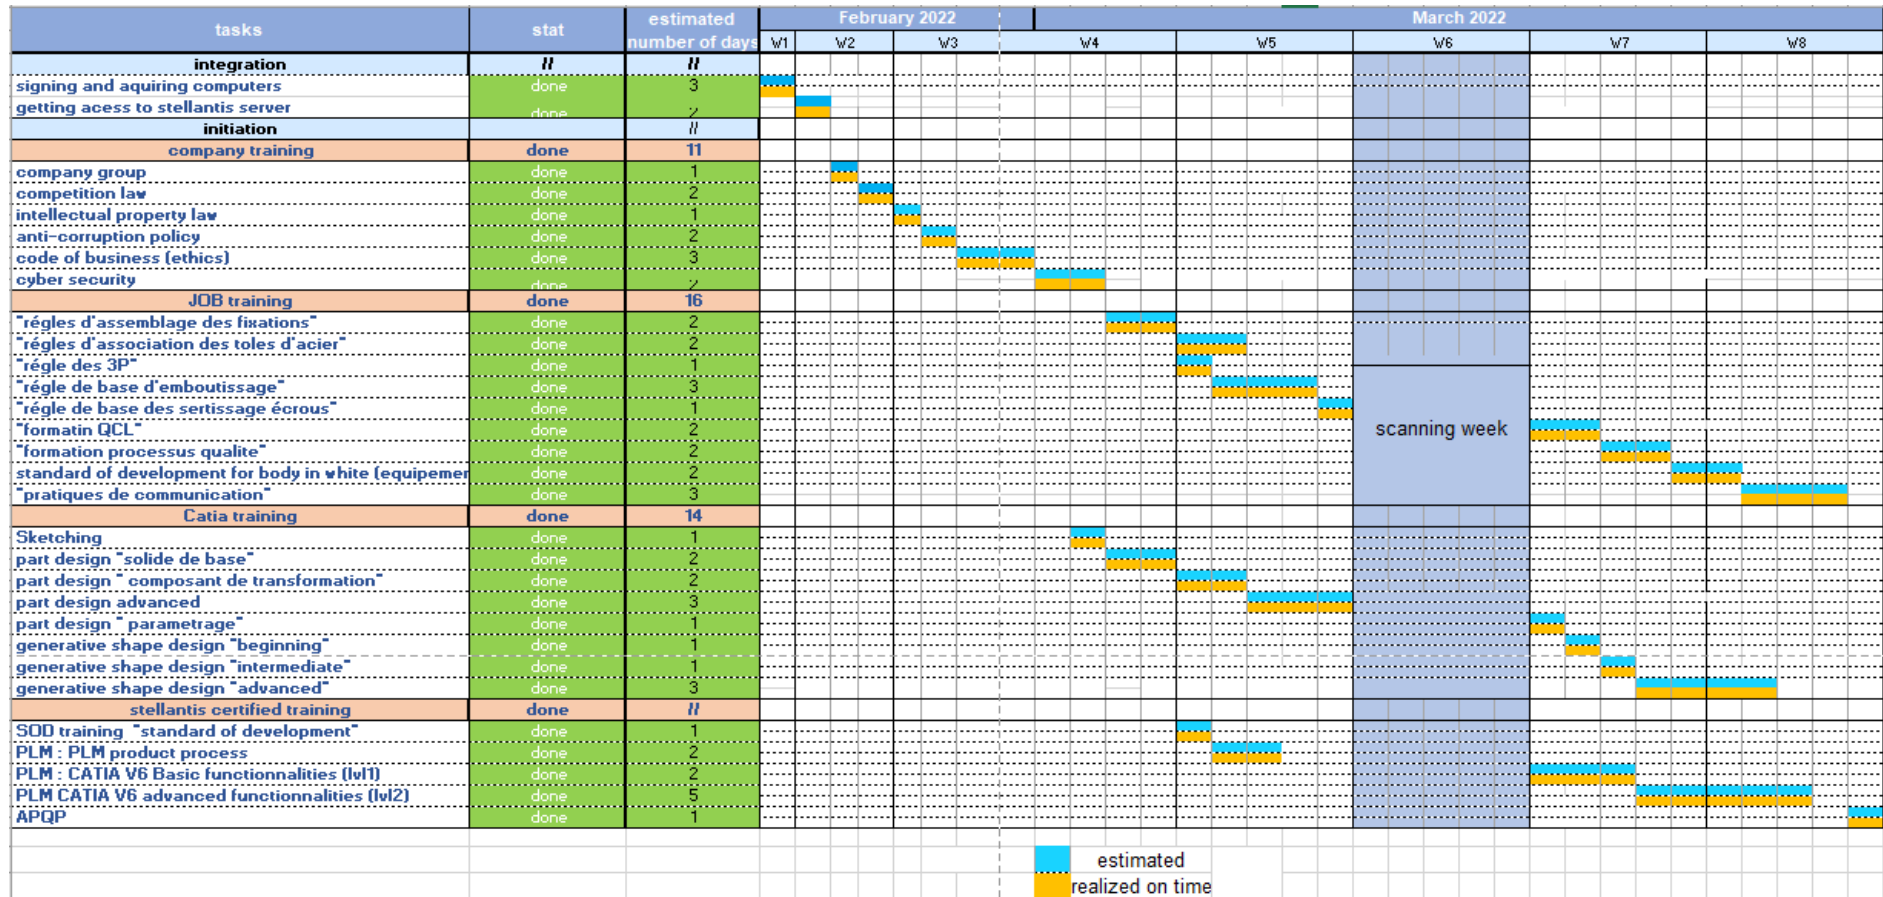 tasks stat estimated number of days February 2022 March 2022
W1 W2 W3 W4 W5 W6 W7 W8
integration // //
signing and aquiring computers done 3
getting acess to stellantis server done 2
initiation //
company training done 11
company group done 1
competition law done 2
intellectual property law done 1
anti-corruption policy done 2
code of business (ethics) done 3
cyber security done 2
JOB training done 16
"régles d'assemblage des fixations" done 2
"régles d'association des toles d'acier" done 2
"régle des 3P" done 1
"régle de base d'emboutissage" done 3
"régle de base des sertissage écrous" done 1
"formatin QCL" done 2
scanning week
"formation processus qualite" done 2
standard of development for body in white (equipemer done 2
"pratiques de communication" done 3
Catia training done 14
Sketching done 1
part design "solide de base" done 2
part design " composant de transformation" done 2
part design advanced done 3
part design " parametrage" done 1
generative shape design "beginning" done 1
generative shape design "intermediate" done 1
generative shape design "advanced" done 3
stellantis certified training done //
SOD training "standard of development" done 1
PLM : PLM product process done 2
PLM : CATIA V6 Basic functionnalities (lvl1) done 2
PLM CATIA V6 advanced functionnalities (lvl2) done 5
APQP done 1
estimated
realized on time